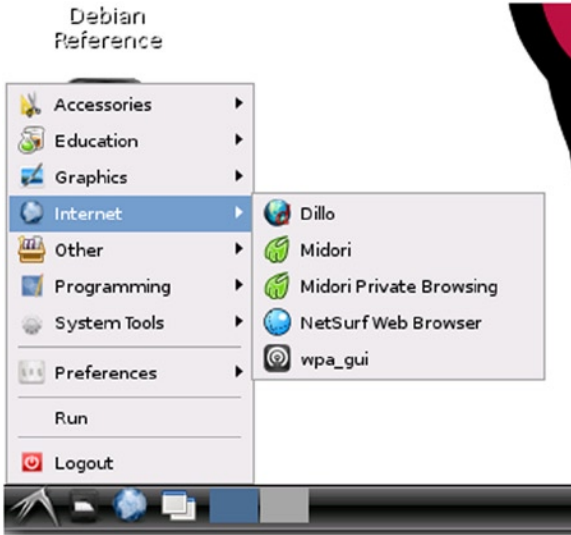 Debian
Reference
Accessories
Education
Graphics
Internet
Other
Programming
System Tools
Preferences
Run
Logout
Dillo
Midori
Midori Private Browsing
NetSurf Web Browser
wpa_gui